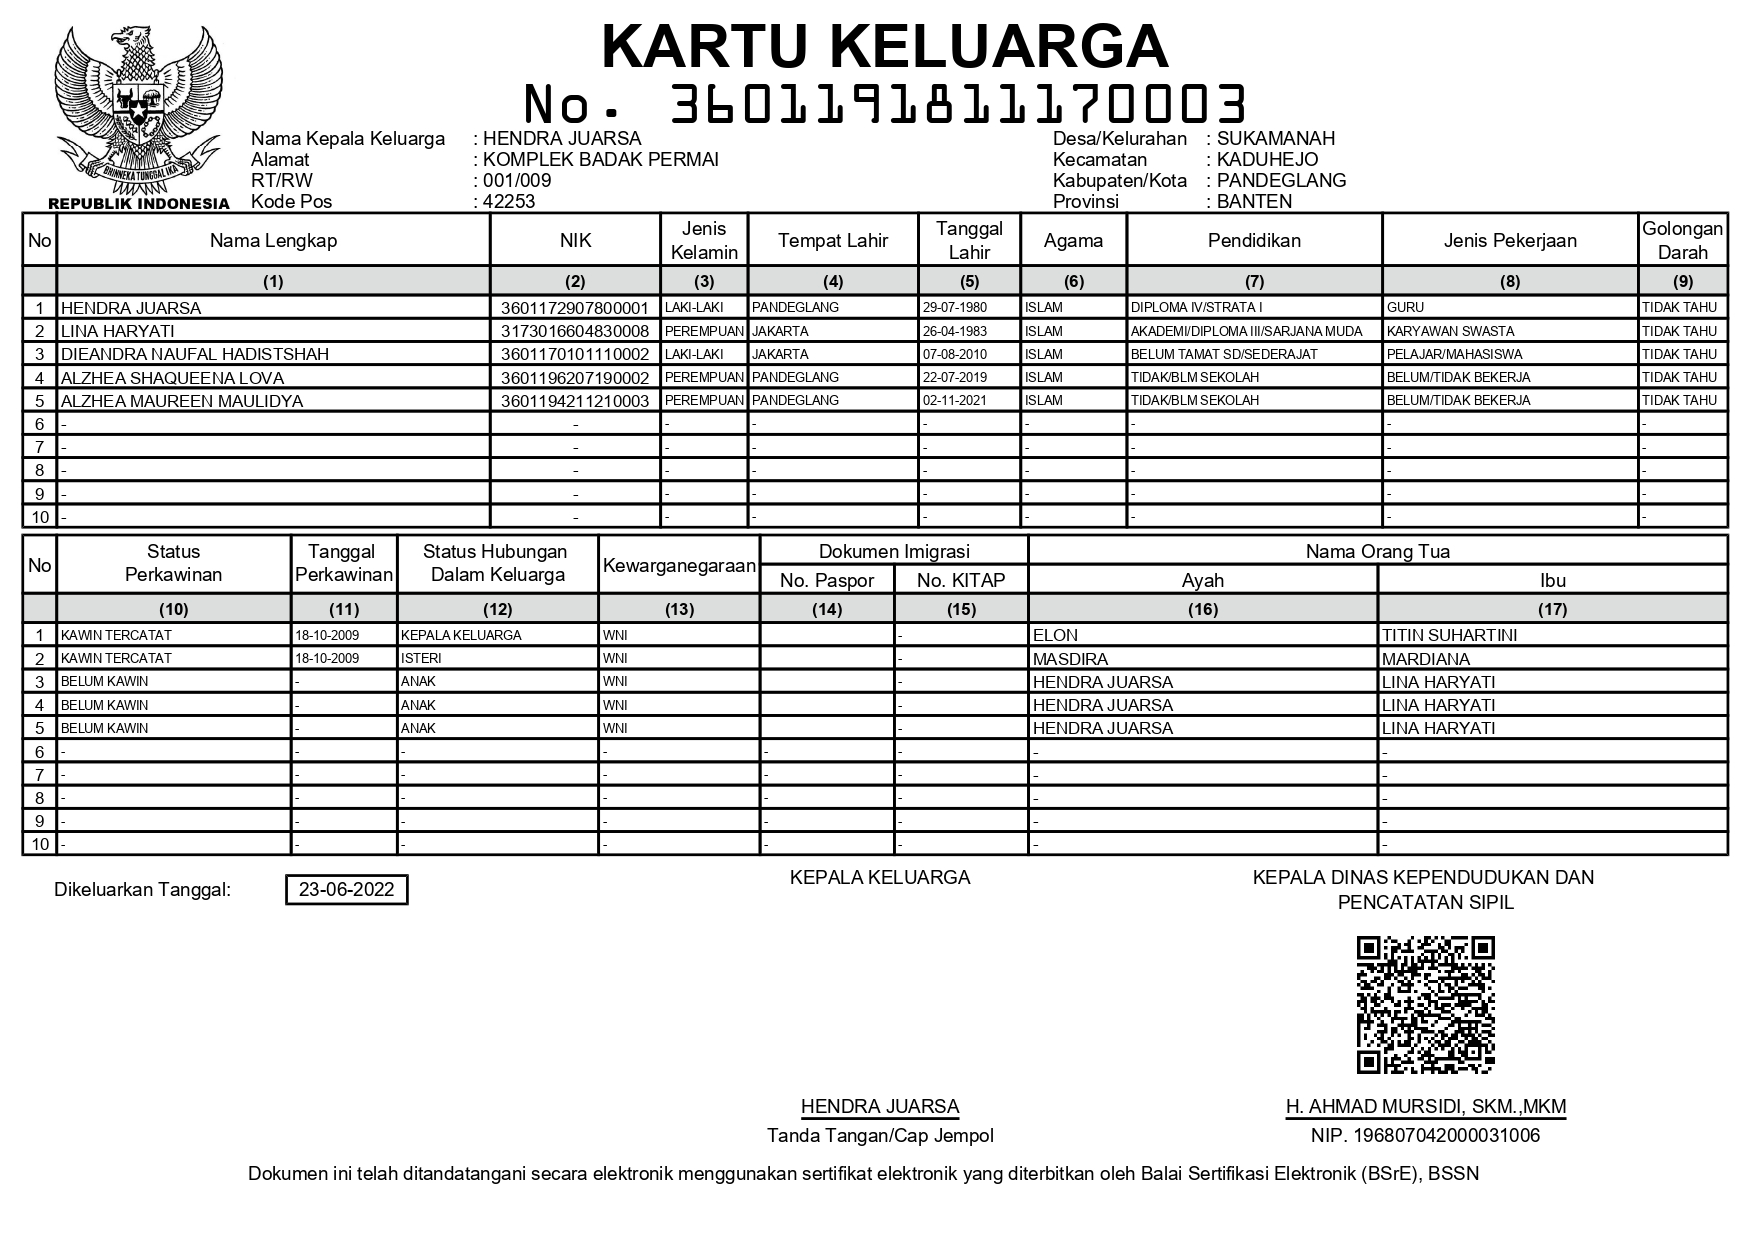 KARTU KELUARGA
No. 3601191811170003
BHINNEKA TUNGGAL IKA
REPUBLIK INDONESIA
Nama Kepala Keluarga : HENDRA JUARSA
Alamat : KOMPLEK BADAK PERMAI
RT/RW : 001/009
Kode Pos : 42253
Desa/Kelurahan : SUKAMANAH
Kecamatan : KADUHEJO
Kabupaten/Kota : PANDEGLANG
Provinsi : BANTEN
No Nama Lengkap NIK Jenis Kelamin Tempat Lahir Tanggal Lahir Agama Pendidikan Jenis Pekerjaan Golongan Darah
(1) (2) (3) (4) (5) (6) (7) (8) (9)
1 HENDRA JUARSA 3601172907800001 LAKI-LAKI PANDEGLANG 29-07-1980 ISLAM DIPLOMA IV/STRATA I GURU TIDAK TAHU
2 LINA HARYATI 3173016604830008 PEREMPUAN JAKARTA 26-04-1983 ISLAM AKADEMI/DIPLOMA III/SARJANA MUDA KARYAWAN SWASTA TIDAK TAHU
3 DIEANDRA NAUFAL HADISTSHAH 3601170101110002 LAKI-LAKI JAKARTA 07-08-2010 ISLAM BELUM TAMAT SD/SEDERAJAT PELAJAR/MAHASISWA TIDAK TAHU
4 ALZHEA SHAQUEENA LOVA 3601196207190002 PEREMPUAN PANDEGLANG 22-07-2019 ISLAM TIDAK/BLM SEKOLAH BELUM/TIDAK BEKERJA TIDAK TAHU
5 ALZHEA MAUREEN MAULIDYA 3601194211210003 PEREMPUAN PANDEGLANG 02-11-2021 ISLAM TIDAK/BLM SEKOLAH BELUM/TIDAK BEKERJA TIDAK TAHU
6 - - - - - - - - -
7 - - - - - - - - -
8 - - - - - - - - -
9 - - - - - - - - -
10 - - - - - - - - -
No Status Perkawinan Tanggal Perkawinan Status Hubungan Dalam Keluarga Kewarganegaraan Dokumen Imigrasi Nama Orang Tua
No. Paspor No. KITAP Ayah Ibu
(10) (11) (12) (13) (14) (15) (16) (17)
1 KAWIN TERCATAT 18-10-2009 KEPALA KELUARGA WNI - ELON TITIN SUHARTINI
2 KAWIN TERCATAT 18-10-2009 ISTERI WNI - MASDIRA MARDIANA
3 BELUM KAWIN - ANAK WNI - HENDRA JUARSA LINA HARYATI
4 BELUM KAWIN - ANAK WNI - HENDRA JUARSA LINA HARYATI
5 BELUM KAWIN - ANAK WNI - HENDRA JUARSA LINA HARYATI
6 - - - - - - - -
7 - - - - - - - -
8 - - - - - - - -
9 - - - - - - - -
10 - - - - - - - -
Dikeluarkan Tanggal: 23-06-2022
KEPALA KELUARGA
HENDRA JUARSA
Tanda Tangan/Cap Jempol
KEPALA DINAS KEPENDUDUKAN DAN
PENCATATAN SIPIL
H. AHMAD MURSIDI, SKM.,MKM
NIP. 196807042000031006
Dokumen ini telah ditandatangani secara elektronik menggunakan sertifikat elektronik yang diterbitkan oleh Balai Sertifikasi Elektronik (BSrE), BSSN